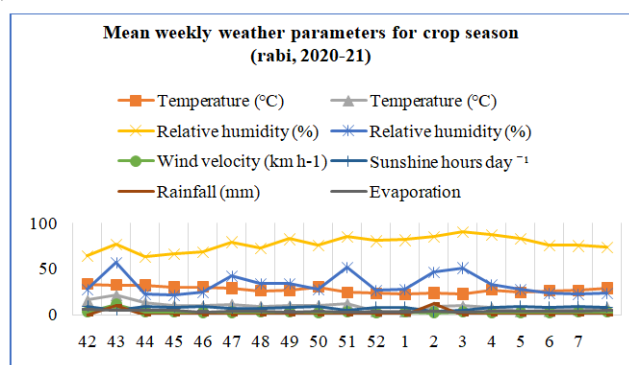 Mean weekly weather parameters for crop season
(rabi, 2020-21)
Temperature (°C) Temperature (°C)
Relative humidity (%) Relative humidity (%)
Wind velocity (km h-1) Sunshine hours day ⁻¹
Rainfall (mm) Evaporation
100
50
0
42 43 44 45 46 47 48 49 50 51 52 1 2 3 4 5 6 7